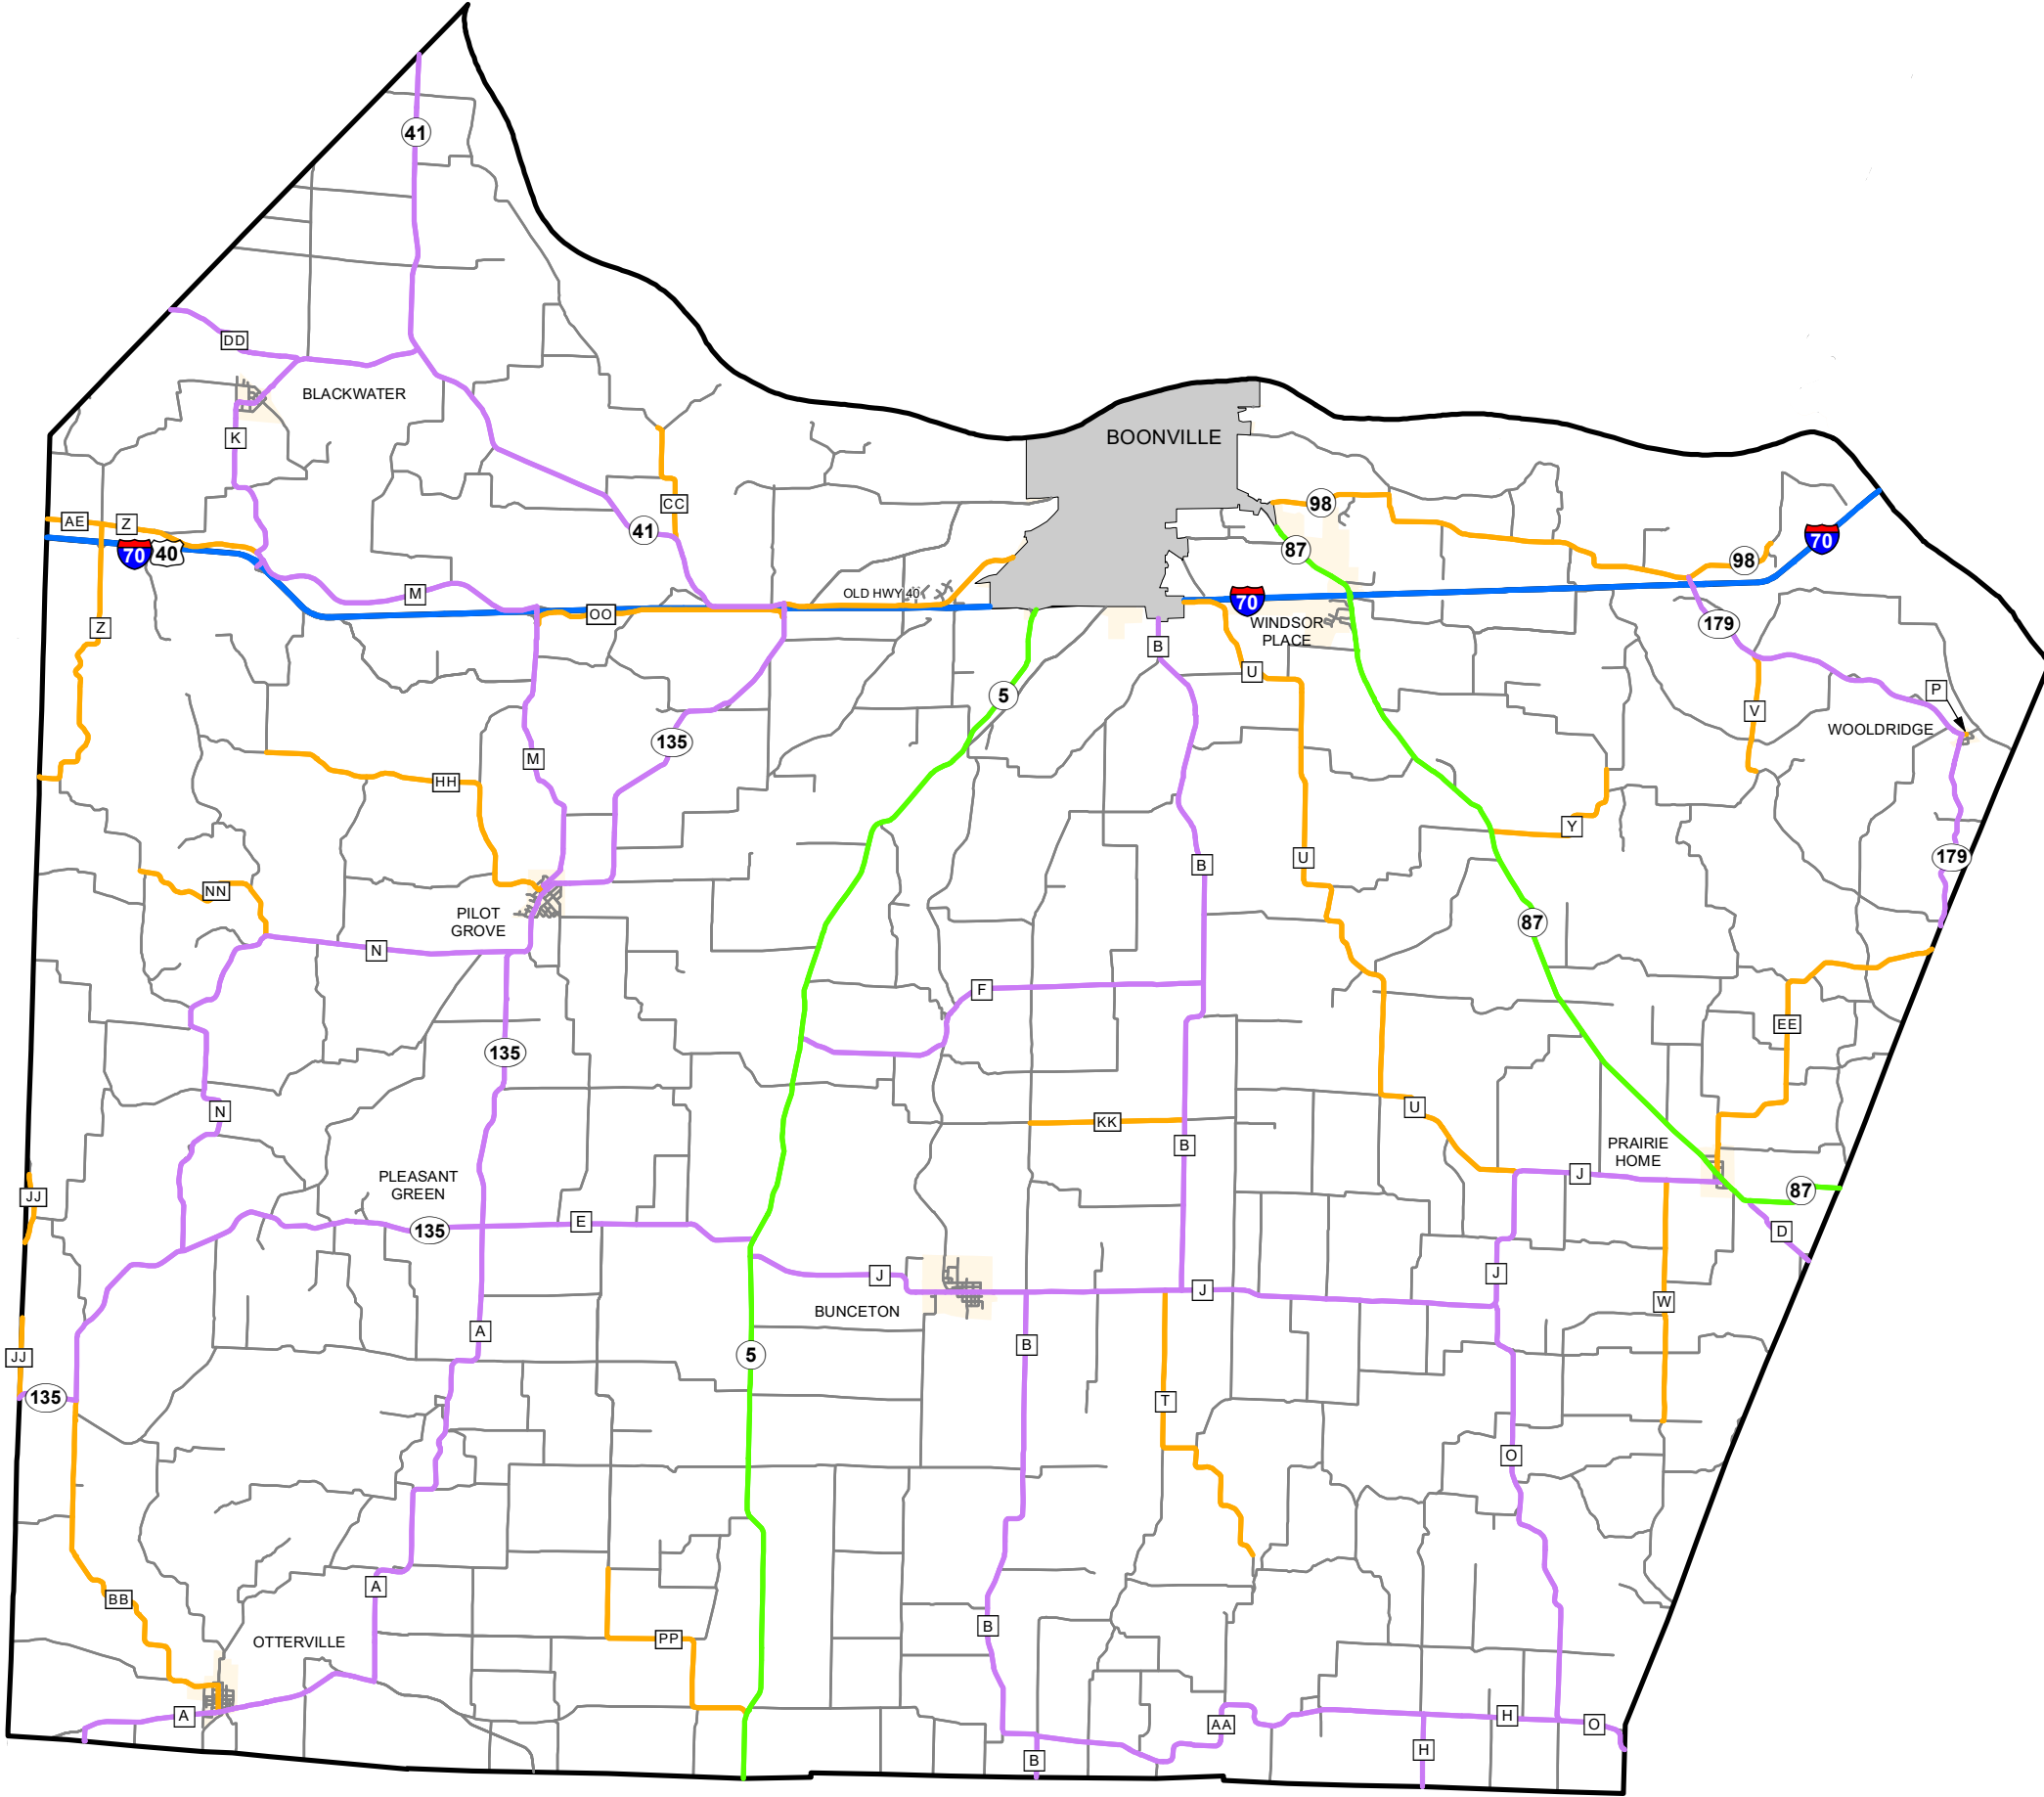 41
DD
BLACKWATER
K
BOONVILLE
CC
98
41
AE
Z
70
40
87
98
70
M
OO
OLD HWY 40
70
Z
WINDSOR
PLACE
179
B
U
5
P
V
WOOLDRIDGE
135
M
HH
Y
U
B
179
NN
PILOT
GROVE
N
87
F
EE
135
N
U
KK
B
PRAIRIE
HOME
J
PLEASANT
GREEN
JJ
87
135
E
D
J
J
J
BUNCETON
W
A
B
5
JJ
135
T
O
A
BB
B
PP
OTTERVILLE
A
AA
H
O
H
B